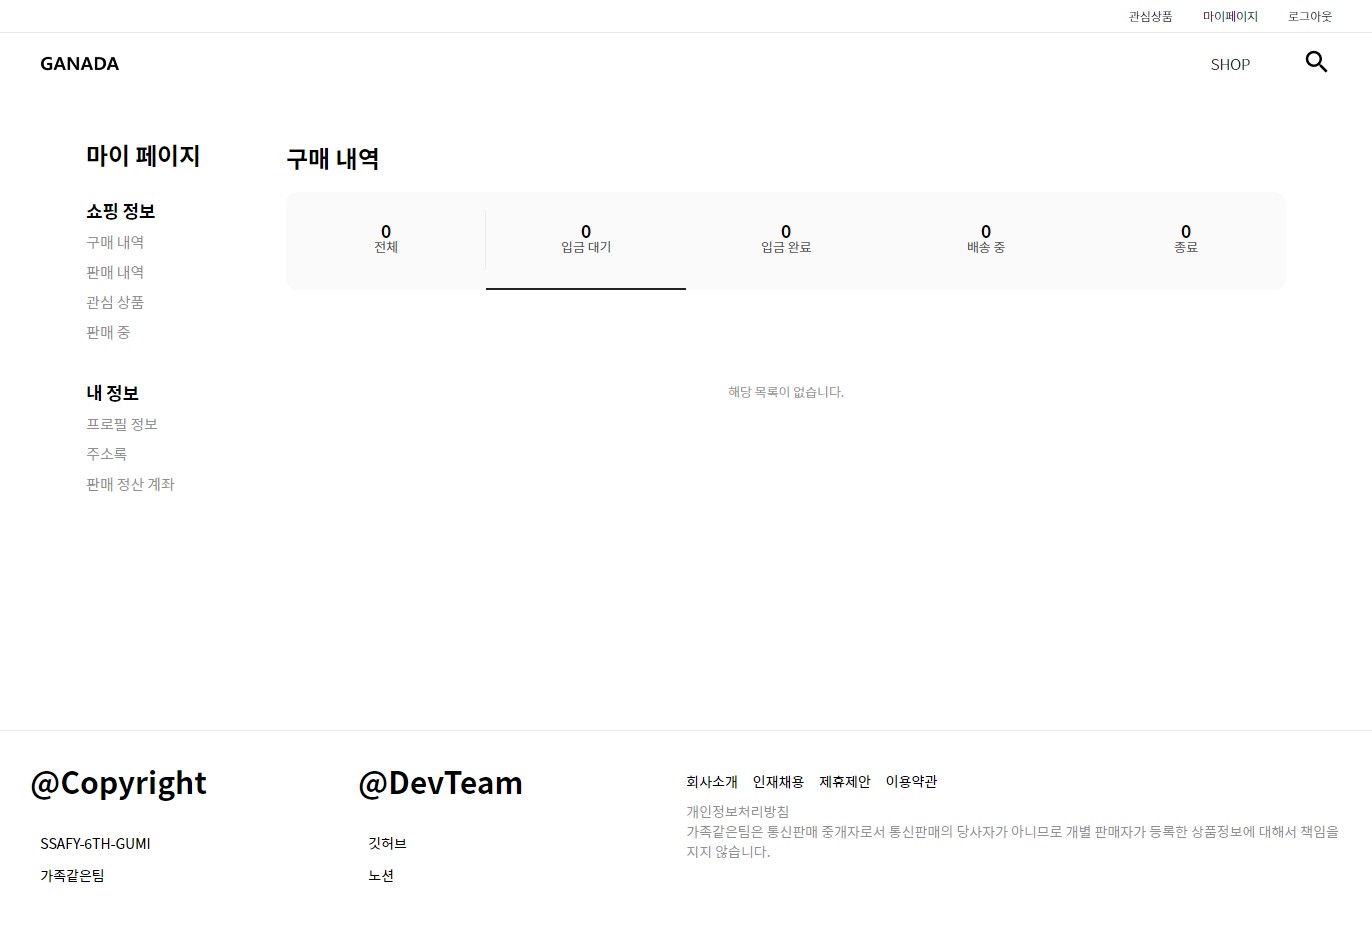 관심상품 마이페이지 로그아웃
GANADA SHOP
마이 페이지
쇼핑 정보
구매 내역
판매 내역
관심 상품
판매 중
내 정보
프로필 정보
주소록
판매 정산 계좌
구매 내역
0 0 0 0 0
전체 입금 대기 입금 완료 배송 중 종료
해당 목록이 없습니다.
@Copyright
SSAFY-6TH-GUMI
가족같은팀
@DevTeam
깃허브
노션
회사소개 인재채용 제휴제안 이용약관
개인정보처리방침
가족같은팀은 통신판매 중개자로서 통신판매의 당사자가 아니므로 개별 판매자가 등록한 상품정보에 대해서 책임을
지지 않습니다.